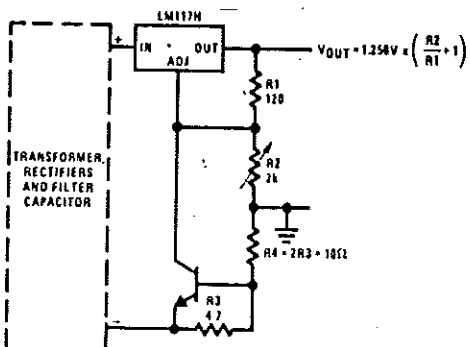 LM117H
+
IN
OUT
ADJ
VOUT = 1.250V x (R2/R1 + 1)
R1
120
TRANSFORMER,
RECTIFIERS
AND FILTER
CAPACITOR
R2
2k
R4 = 2R3 = 10Ω
R3
4.7
−